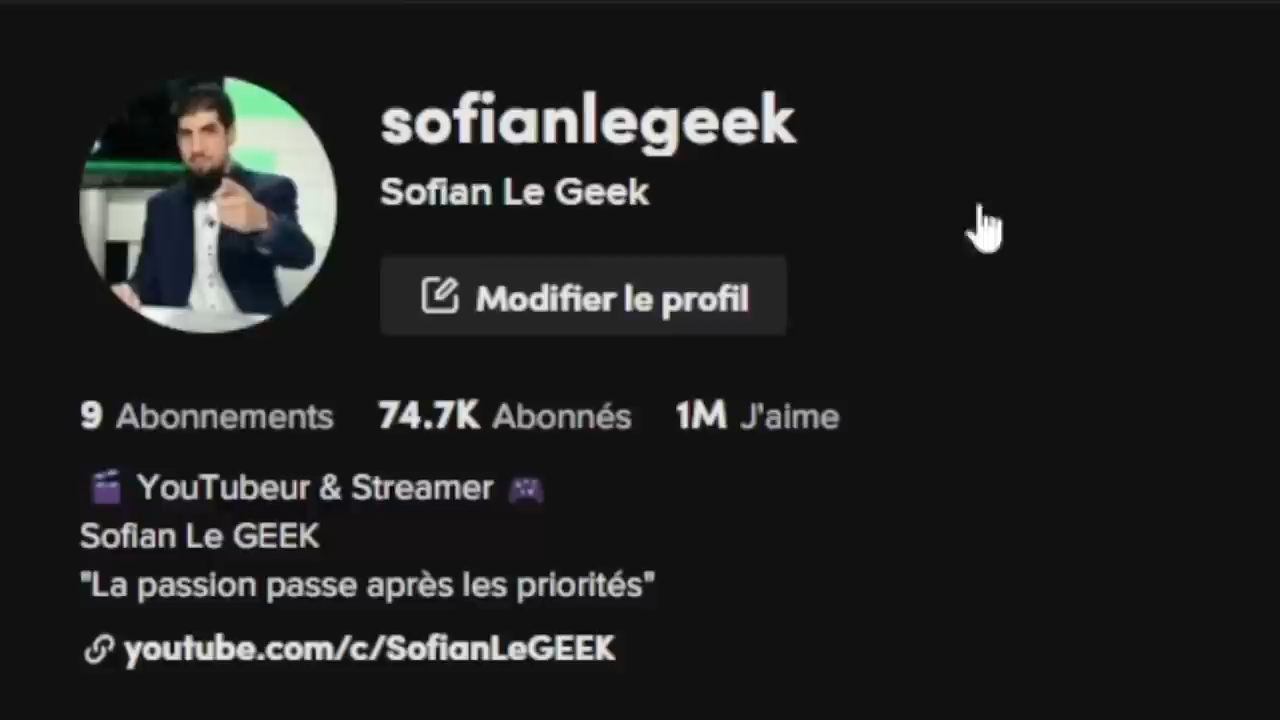 sofianlegeek
Sofian Le Geek
Modifier le profil
9 Abonnements 74.7K Abonnés 1M J'aime
YouTubeur & Streamer
Sofian Le GEEK
"La passion passe après les priorités"
youtube.com/c/SofianLeGEEK